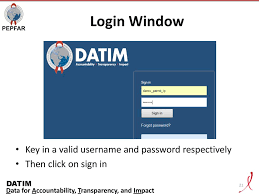 PEPFAR
Login Window
DATIM
Accountability Transparency Impact
Sign in
Sign in
Forgot password?
• Key in a valid username and password respectively
• Then click on sign in
DATIM
Data for Accountability, Transparency, and Impact